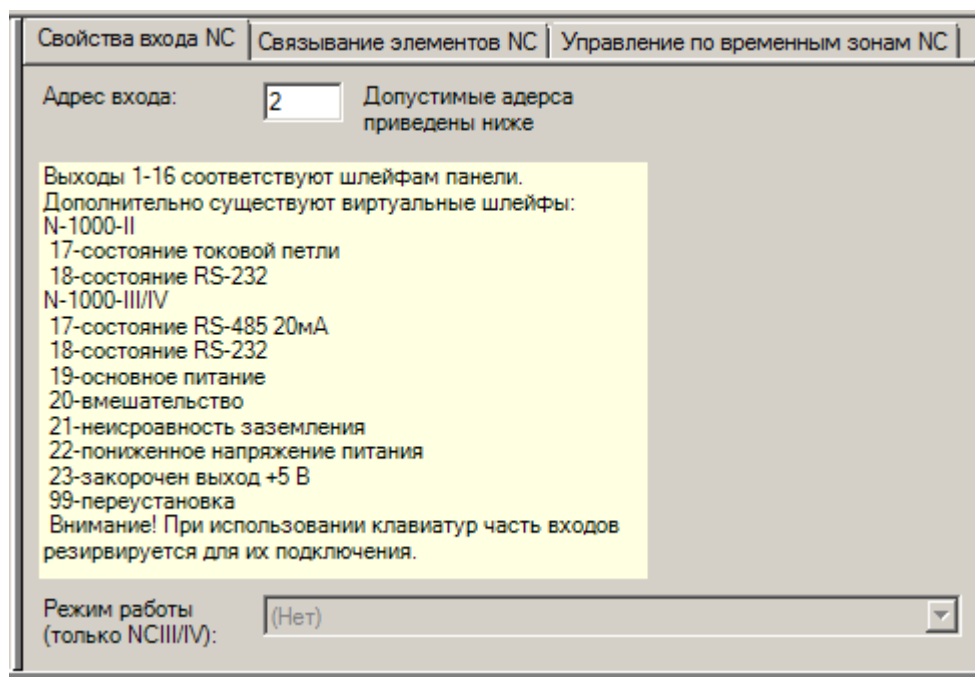 Свойства входа NC Связывание элементов NC Управление по временным зонам NC
Адрес входа: 2 Допустимые адерса
приведены ниже
Выходы 1-16 соответствуют шлейфам панели.
Дополнительно существуют виртуальные шлейфы:
N-1000-II
17-состояние токовой петли
18-состояние RS-232
N-1000-III/IV
17-состояние RS-485 20мА
18-состояние RS-232
19-основное питание
20-вмешательство
21-неисроавность заземления
22-пониженное напряжение питания
23-закорочен выход +5 В
99-переустановка
Внимание! При использовании клавиатур часть входов
резирвируется для их подключения.
Режим работы
(только NCIII/IV): (Нет)